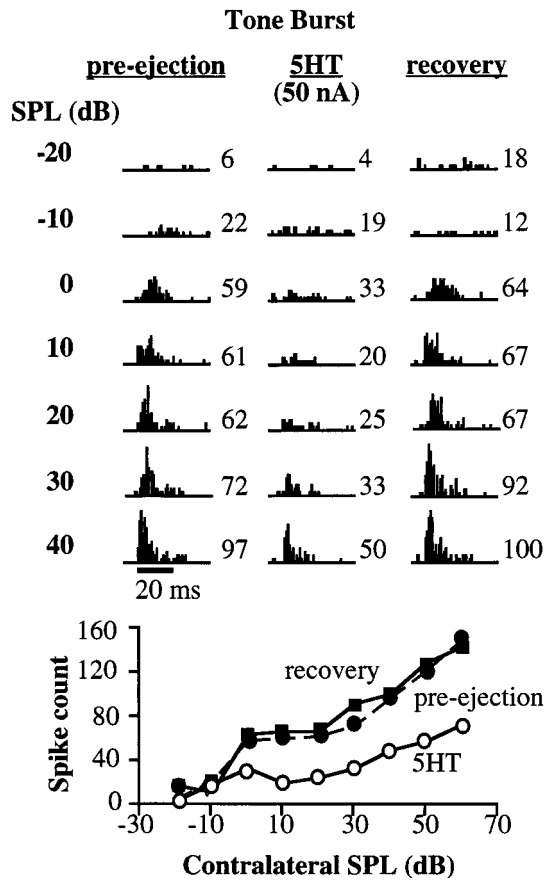 Tone Burst
pre-ejection 5HT recovery
(50 nA)
SPL (dB)
-20 6 4 18
-10 22 19 12
0 59 33 64
10 61 20 67
20 62 25 67
30 72 33 92
40 97 50 100
20 ms
160
120
80
40
0
Spike count
recovery
pre-ejection
5HT
-30 -10 10 30 50 70
Contralateral SPL (dB)